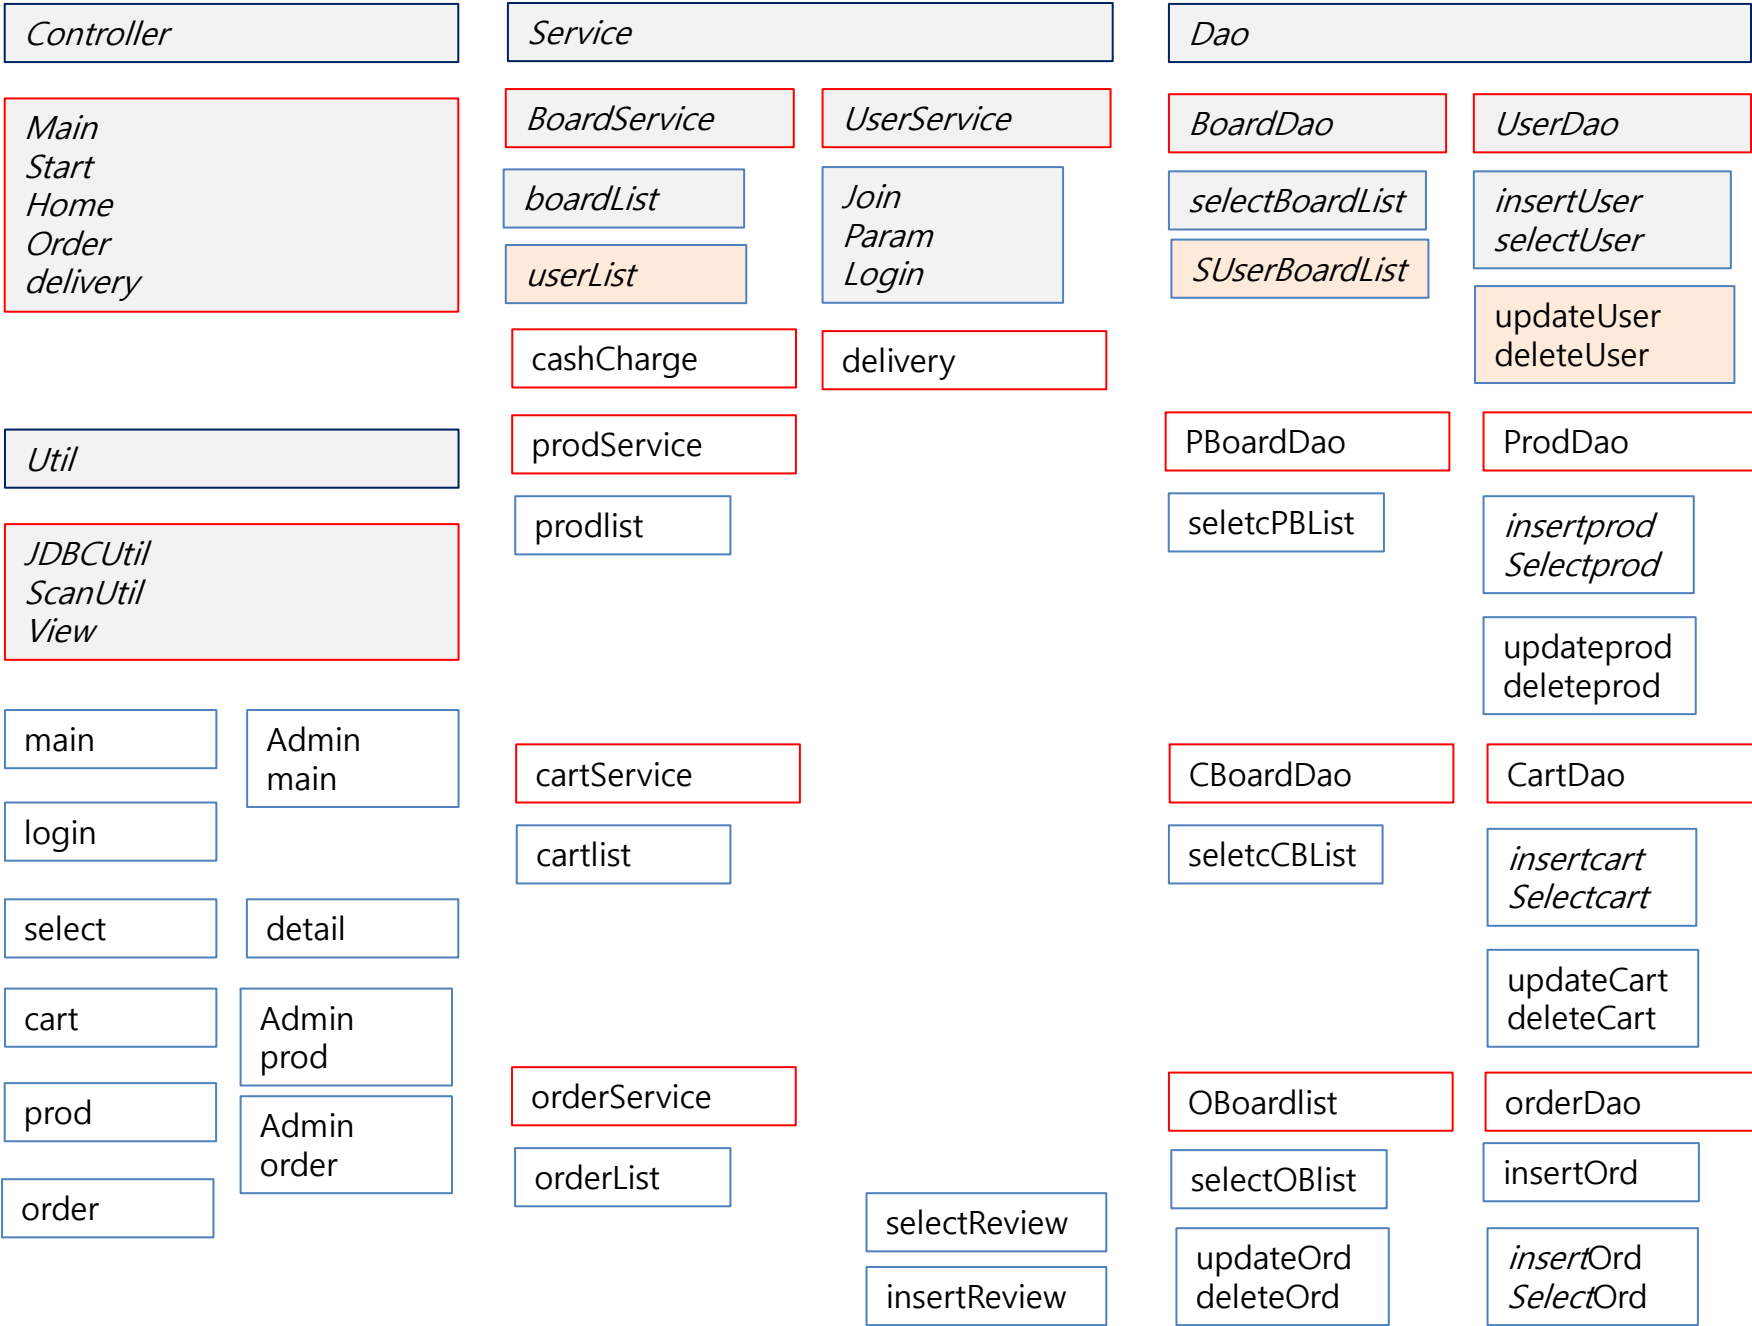 Controller
Main
Start
Home
Order
delivery
Util
JDBCUtil
ScanUtil
View
main
Admin
main
login
select
detail
cart
Admin
prod
prod
Admin
order
order
Service
BoardService
UserService
boardList
userList
Join
Param
Login
cashCharge
delivery
prodService
prodlist
cartService
cartlist
orderService
orderList
selectReview
insertReview
Dao
BoardDao
UserDao
selectBoardList
SUserBoardList
insertUser
selectUser
updateUser
deleteUser
PBoardDao
ProdDao
seletcPBList
insertprod
Selectprod
updateprod
deleteprod
CBoardDao
CartDao
seletcCBList
insertcart
Selectcart
updateCart
deleteCart
OBoardlist
orderDao
selectOBlist
insertOrd
updateOrd
deleteOrd
insertOrd
SelectOrd